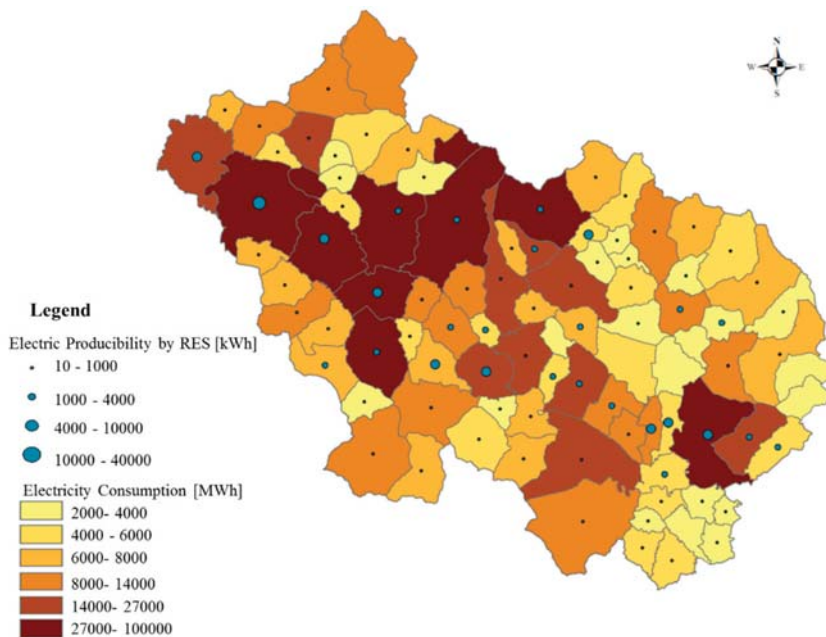 N
W E
S
Legend
Electric Producibility by RES [kWh]
10 - 1000
1000 - 4000
4000 - 10000
10000 - 40000
Electricity Consumption [MWh]
2000- 4000
4000 - 6000
6000 - 8000
8000 - 14000
14000 - 27000
27000 - 100000